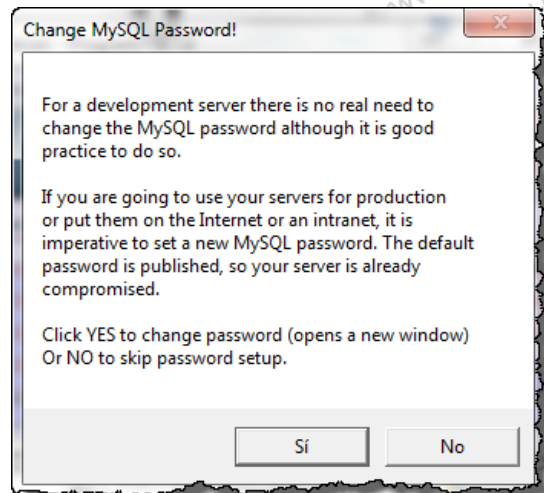 Change MySQL Password!
For a development server there is no real need to
change the MySQL password although it is good
practice to do so.
If you are going to use your servers for production
or put them on the Internet or an intranet, it is
imperative to set a new MySQL password. The default
password is published, so your server is already
compromised.
Click YES to change password (opens a new window)
Or NO to skip password setup.
Sí
No